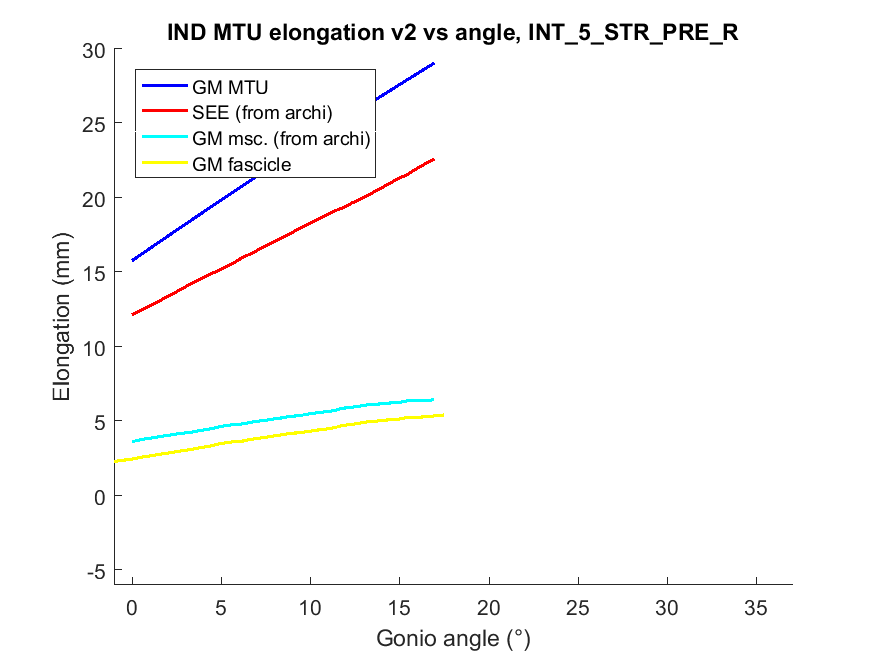 IND MTU elongation v2 vs angle, INT_5_STR_PRE_R
30
25
20
15
10
5
0
-5
Elongation (mm)
GM MTU
SEE (from archi)
GM msc. (from archi)
GM fascicle
0 5 10 15 20 25 30 35
Gonio angle (°)